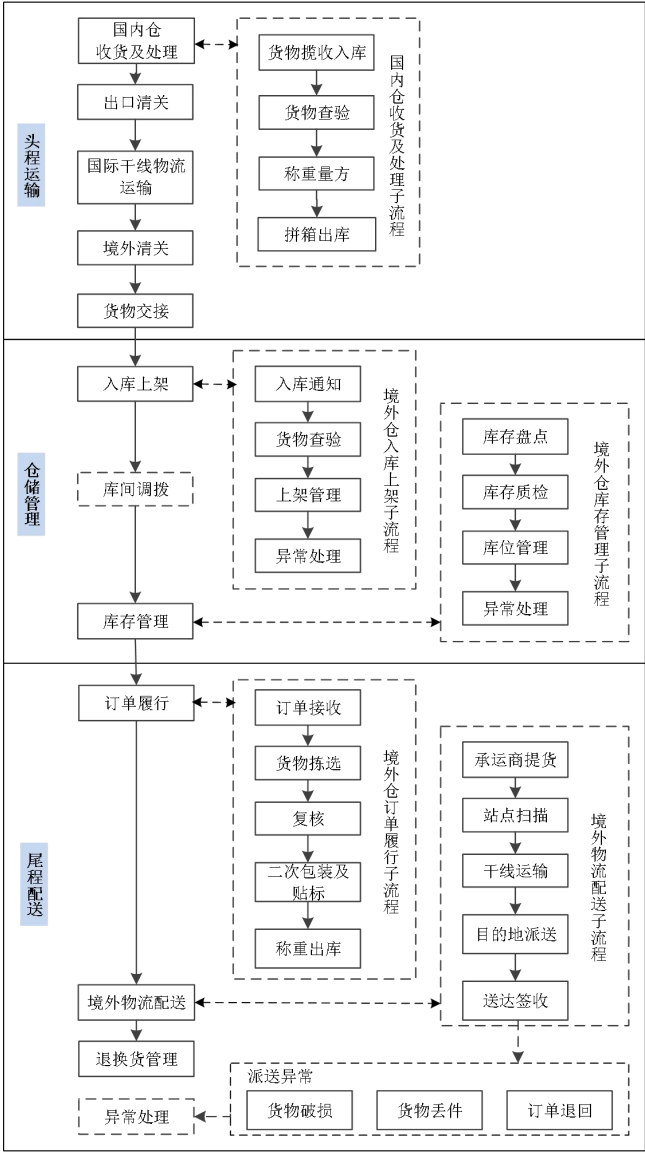 头程运输
国内仓
收货及处理
出口清关
国际干线物流
运输
境外清关
货物交接
货物揽收入库
货物查验
称重量方
拼箱出库
国内仓收货及处理子流程
仓储管理
入库上架
库间调拨
库存管理
入库通知
货物查验
上架管理
异常处理
境外仓入库上架子流程
库存盘点
库存质检
库位管理
异常处理
境外仓库存管理子流程
尾程配送
订单履行
境外物流配送
退换货管理
异常处理
订单接收
货物拣选
复核
二次包装及
贴标
称重出库
境外仓订单履行子流程
承运商提货
站点扫描
干线运输
目的地派送
送达签收
境外物流配送子流程
派送异常
货物破损
货物丢件
订单退回